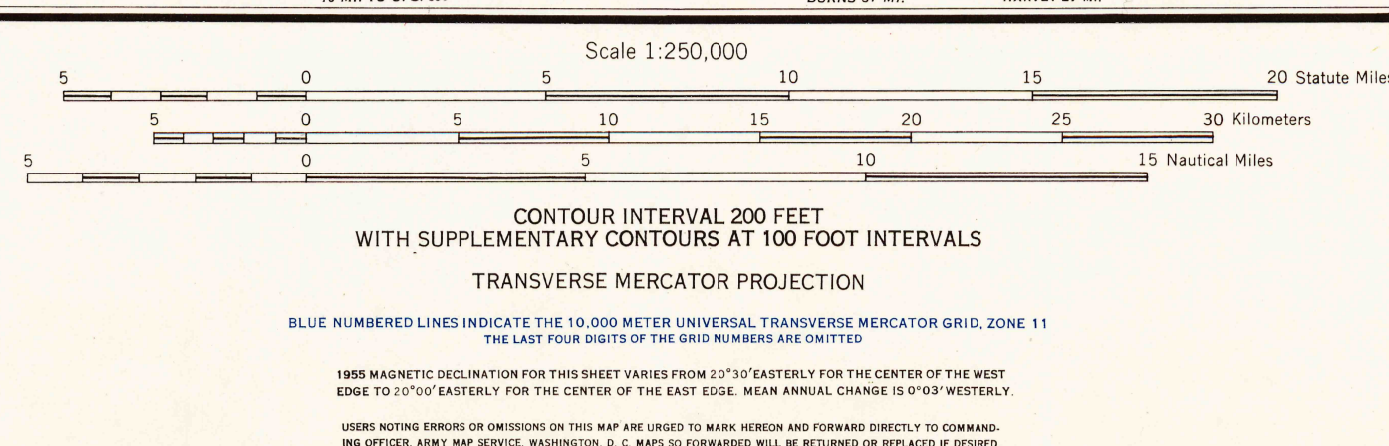 Scale 1:250,000
5 0 5 10 15 20 Statute Miles
5 0 5 10 15 20 25 30 Kilometers
5 0 5 10 15 Nautical Miles
CONTOUR INTERVAL 200 FEET
WITH SUPPLEMENTARY CONTOURS AT 100 FOOT INTERVALS
TRANSVERSE MERCATOR PROJECTION
BLUE NUMBERED LINES INDICATE THE 10,000 METER UNIVERSAL TRANSVERSE MERCATOR GRID, ZONE 11
THE LAST FOUR DIGITS OF THE GRID NUMBERS ARE OMITTED
1955 MAGNETIC DECLINATION FOR THIS SHEET VARIES FROM 20°30′ EASTERLY FOR THE CENTER OF THE WEST
EDGE TO 20°00′ EASTERLY FOR THE CENTER OF THE EAST EDGE. MEAN ANNUAL CHANGE IS 0°03′ WESTERLY.
USERS NOTING ERRORS OR OMISSIONS ON THIS MAP ARE URGED TO MARK HEREON AND FORWARD DIRECTLY TO COMMAND-
ING OFFICER, ARMY MAP SERVICE, WASHINGTON, D. C. MAPS SO FORWARDED WILL BE RETURNED OR REPLACED IF DESIRED